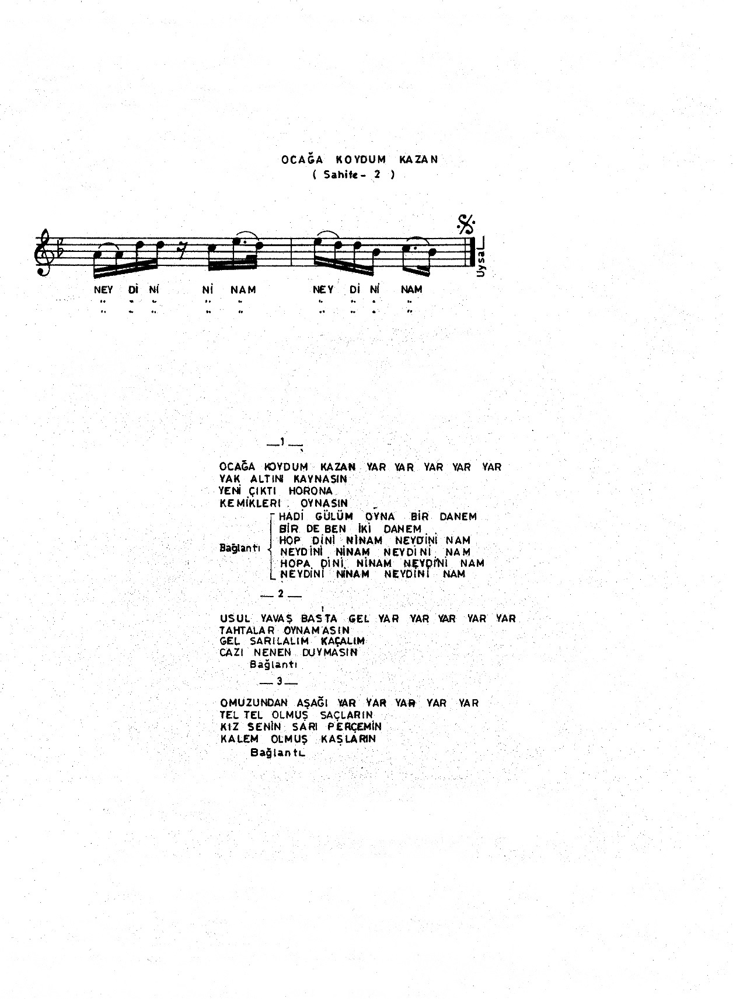 OCAĞA KOYDUM KAZAN
( Sahife - 2 )
Uysal
NEY Dİ Nİ Nİ NAM NEY Dİ Nİ NAM
" " " " " " " " "
" " " " " " " " "
— 1 —
OCAĞA KOYDUM KAZAN YAR YAR YAR YAR YAR
YAK ALTINI KAYNASIN
YENİ ÇIKTI HORONA
KEMİKLERI OYNASIN
HADİ GÜLÜM OYNA BİR DANEM
BİR DE BEN İKİ DANEM
HOP DİNİ NİNAM NEYDİNİ NAM
Bağlantı
NEYDİNİ NİNAM NEYDİNİ NAM
HOPA DİNİ NİNAM NEYDİNİ NAM
NEYDİNİ NİNAM NEYDİNİ NAM
— 2 —
USUL YAVAŞ BASTA GEL YAR YAR YAR YAR YAR
TAHTALAR OYNAMASIN
GEL SARILALIM KAÇALIM
CAZI NENEN DUYMASIN
Bağlantı
— 3 —
OMUZUNDAN AŞAĞI YAR YAR YAR YAR YAR
TEL TEL OLMUŞ SAÇLARIN
KIZ SENİN SARI PERÇEMİN
KALEM OLMUŞ KAŞLARIN
Bağlantı